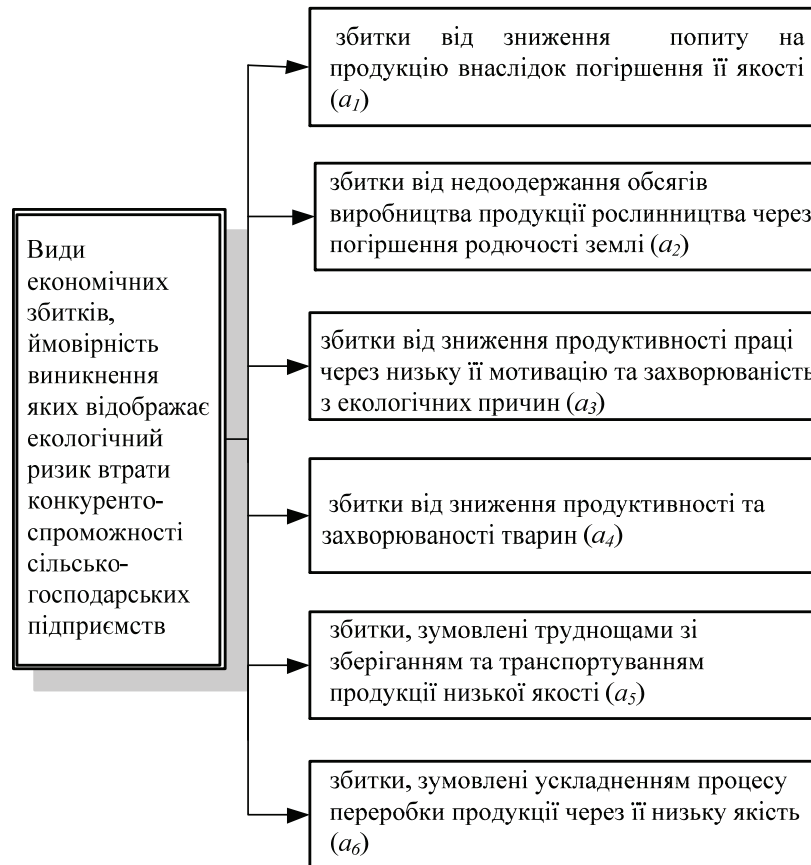 Види
економічних
збитків,
ймовірність
виникнення
яких відображає
екологічний
ризик втрати
конкуренто-
спроможності
сільсько-
господарських
підприємств
збитки від зниження попиту на
продукцію внаслідок погіршення її якості
(a₁)
збитки від недоодержання обсягів
виробництва продукції рослинництва через
погіршення родючості землі (a₂)
збитки від зниження продуктивності праці
через низьку її мотивацію та захворюваність
з екологічних причин (a₃)
збитки від зниження продуктивності та
захворюваності тварин (a₄)
збитки, зумовлені труднощами зі
зберіганням та транспортуванням
продукції низької якості (a₅)
збитки, зумовлені ускладненням процесу
переробки продукції через її низьку якість
(a₆)